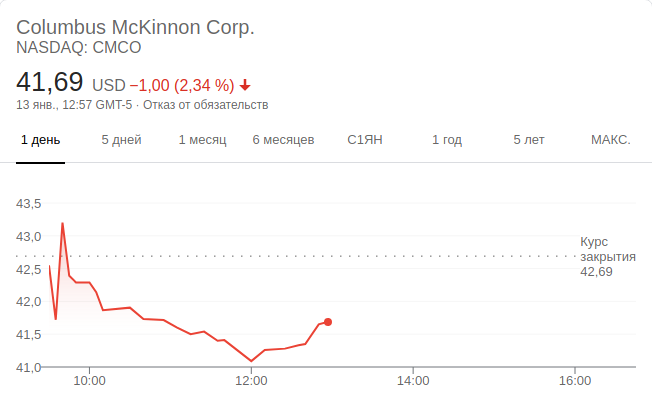 Columbus McKinnon Corp.
NASDAQ: CMCO
41,69 USD −1,00 (2,34 %)
13 янв., 12:57 GMT-5 · Отказ от обязательств
1 день 5 дней 1 месяц 6 месяцев С1ЯН 1 год 5 лет МАКС.
43,5
43,0
Курс
закрытия
42,69
42,5
42,0
41,5
41,0
10:00 12:00 14:00 16:00